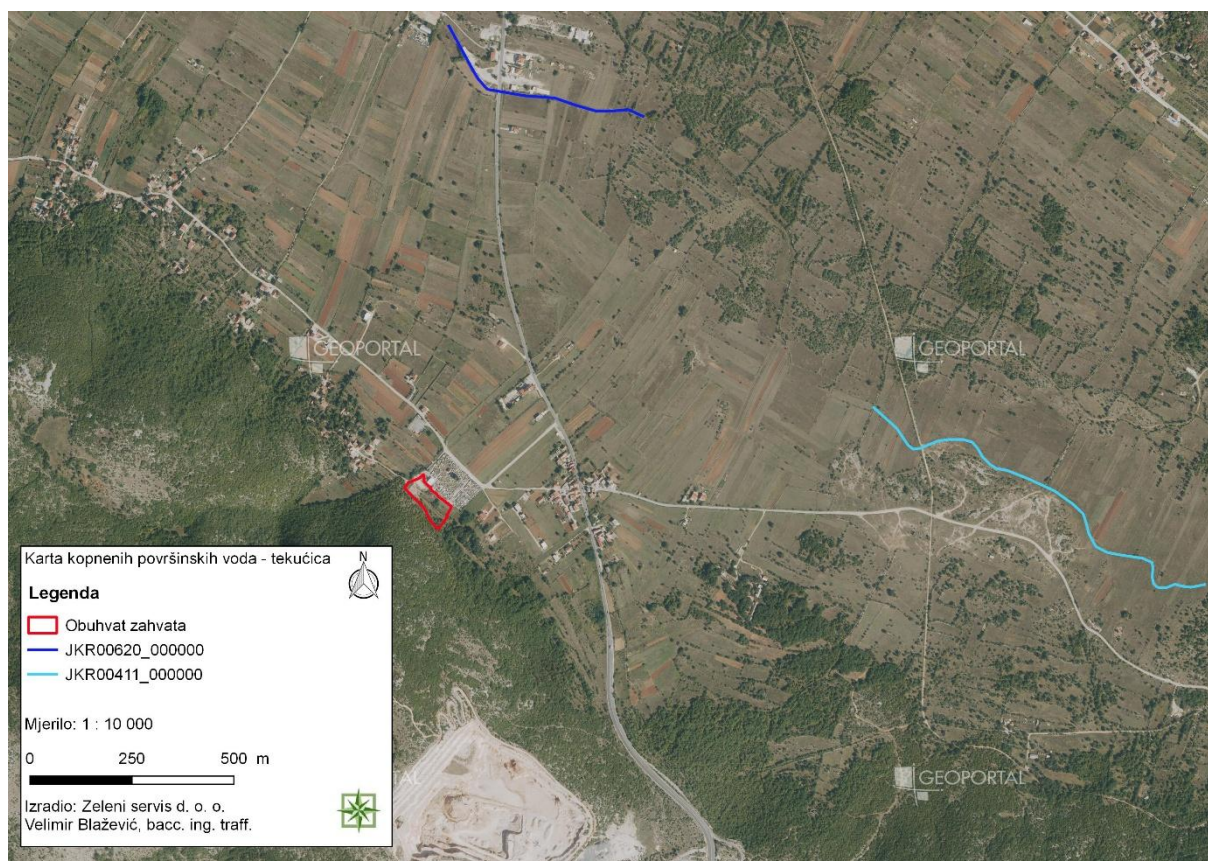 GEOPORTAL
GEOPORTAL
Karta kopnenih površinskih voda - tekućica
N
Legenda
Obuhvat zahvata
JKR00620_000000
JKR00411_000000
Mjerilo: 1 : 10 000
0 250 500 m
Izradio: Zeleni servis d. o. o.
Velimir Blažević, bacc. ing. traff.
TAL
GEOPORTAL